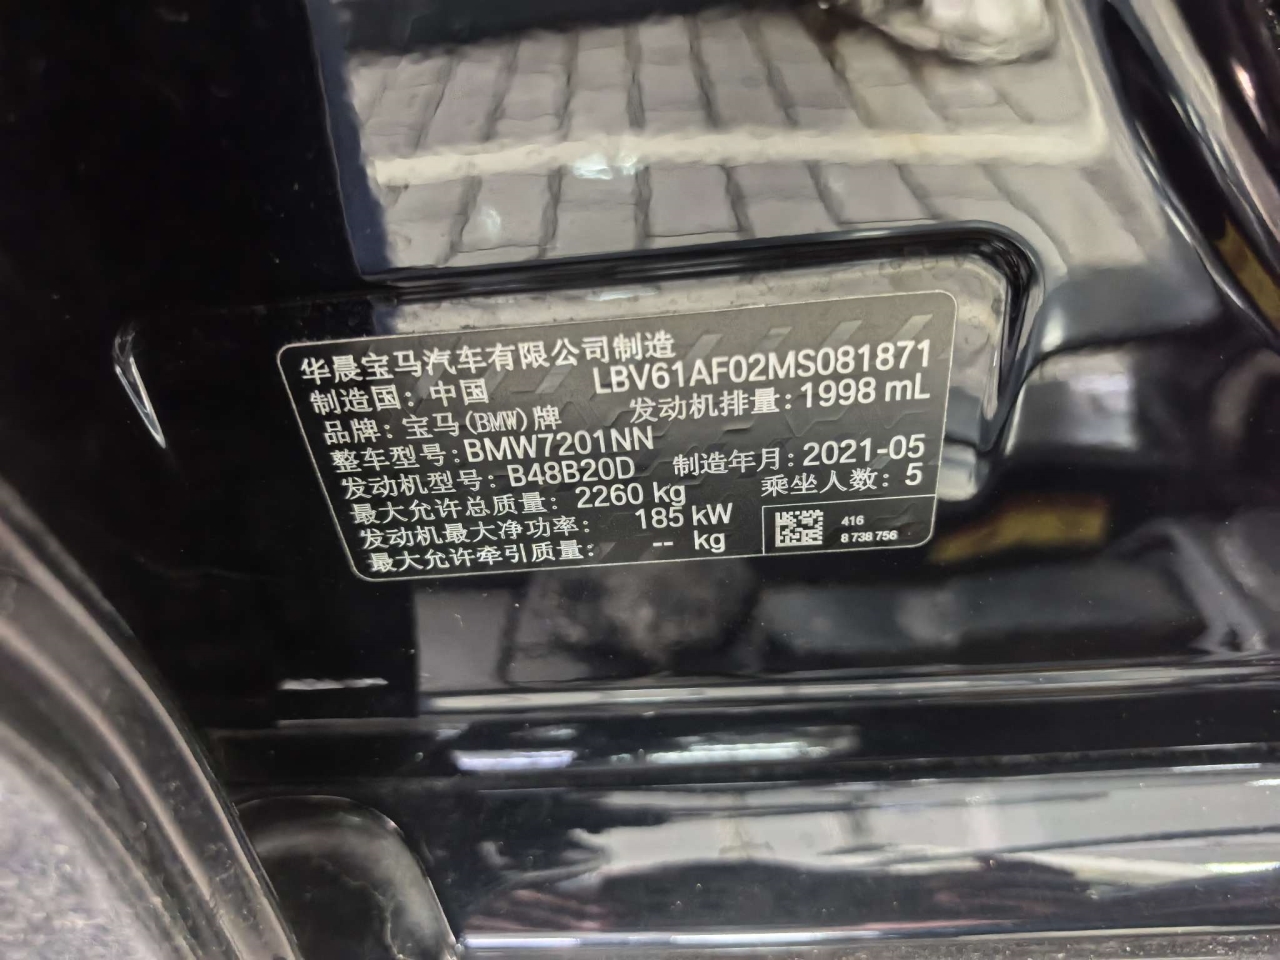 华晨宝马汽车有限公司制造
制造国：中国 LBV61AF02MS081871
品牌：宝马(BMW)牌 发动机排量：1998 mL
整车型号：BMW7201NN
发动机型号：B48B20D 制造年月：2021-05
最大允许总质量：2260 kg 乘坐人数：5
发动机最大净功率：185 kW
最大允许牵引质量：-- kg
416
8 738 756